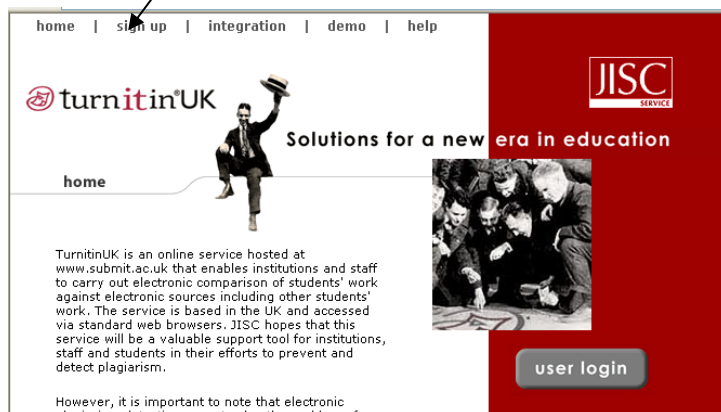 home | sign up | integration | demo | help
JISC
SERVICE
turnitin®UK
Solutions for a new era in education
home
TurnitinUK is an online service hosted at
www.submit.ac.uk that enables institutions and staff
to carry out electronic comparison of students' work
against electronic sources including other students'
work. The service is based in the UK and accessed
via standard web browsers. JISC hopes that this
service will be a valuable support tool for institutions,
staff and students in their efforts to prevent and
detect plagiarism.
user login
However, it is important to note that electronic